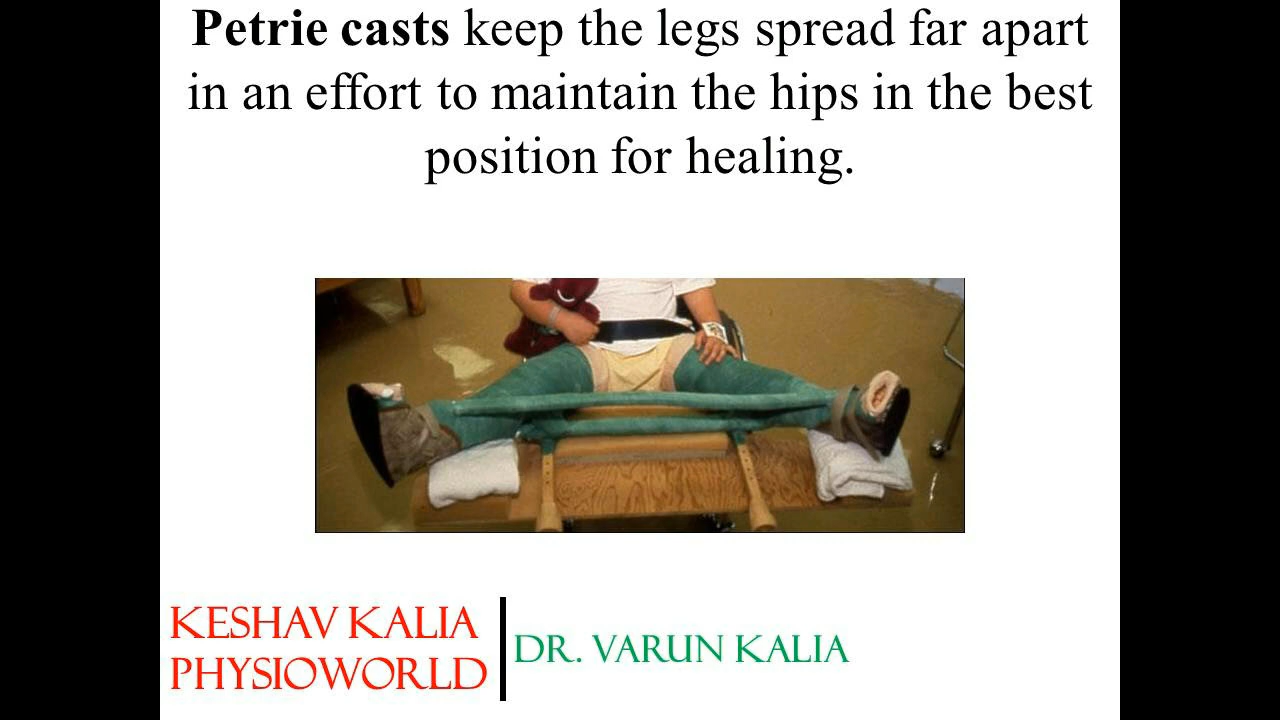 Petrie casts keep the legs spread far apart
in an effort to maintain the hips in the best
position for healing.
KESHAV KALIA
PHYSIOWORLD
DR. VARUN KALIA